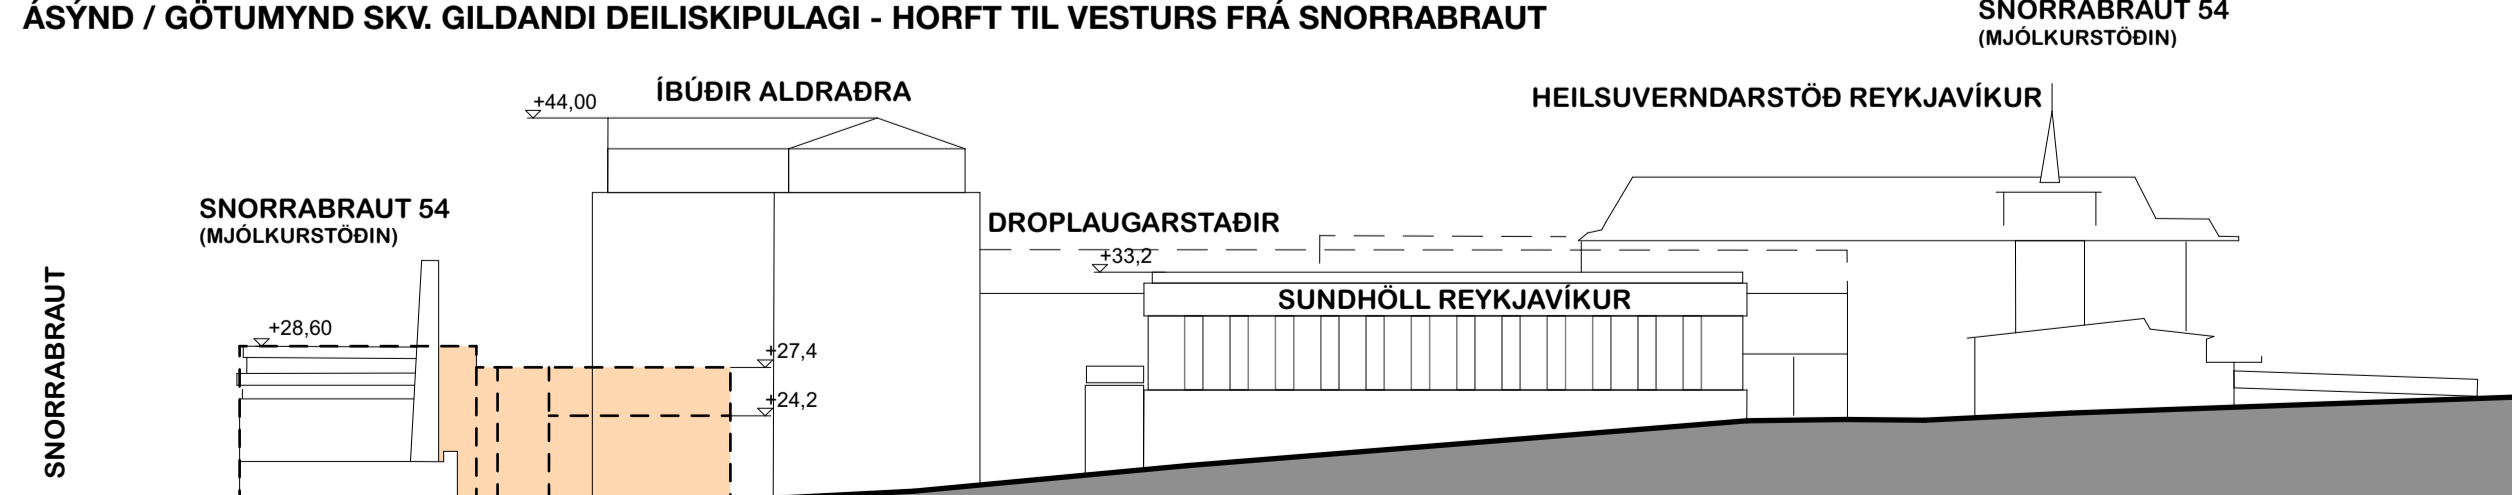 ÁSÝND / GÖTUMYND SKV. GILDANDI DEILISKIPULAGI - HORFT TIL VESTURS FRÁ SNORRABRAUT
SNORRABRAUT 54
(MJÓLKURSTÖÐIN)
ÍBÚÐIR ALDRAÐRA
+44,00
HEILSUVERNDARSTÖÐ REYKJAVÍKUR
SNORRABRAUT 54
(MJÓLKURSTÖÐIN)
DROPLAUGARSTAÐIR
+33,2
SUNDHÖLL REYKJAVÍKUR
+28,60
+27,4
+24,2
SNORRABRAUT